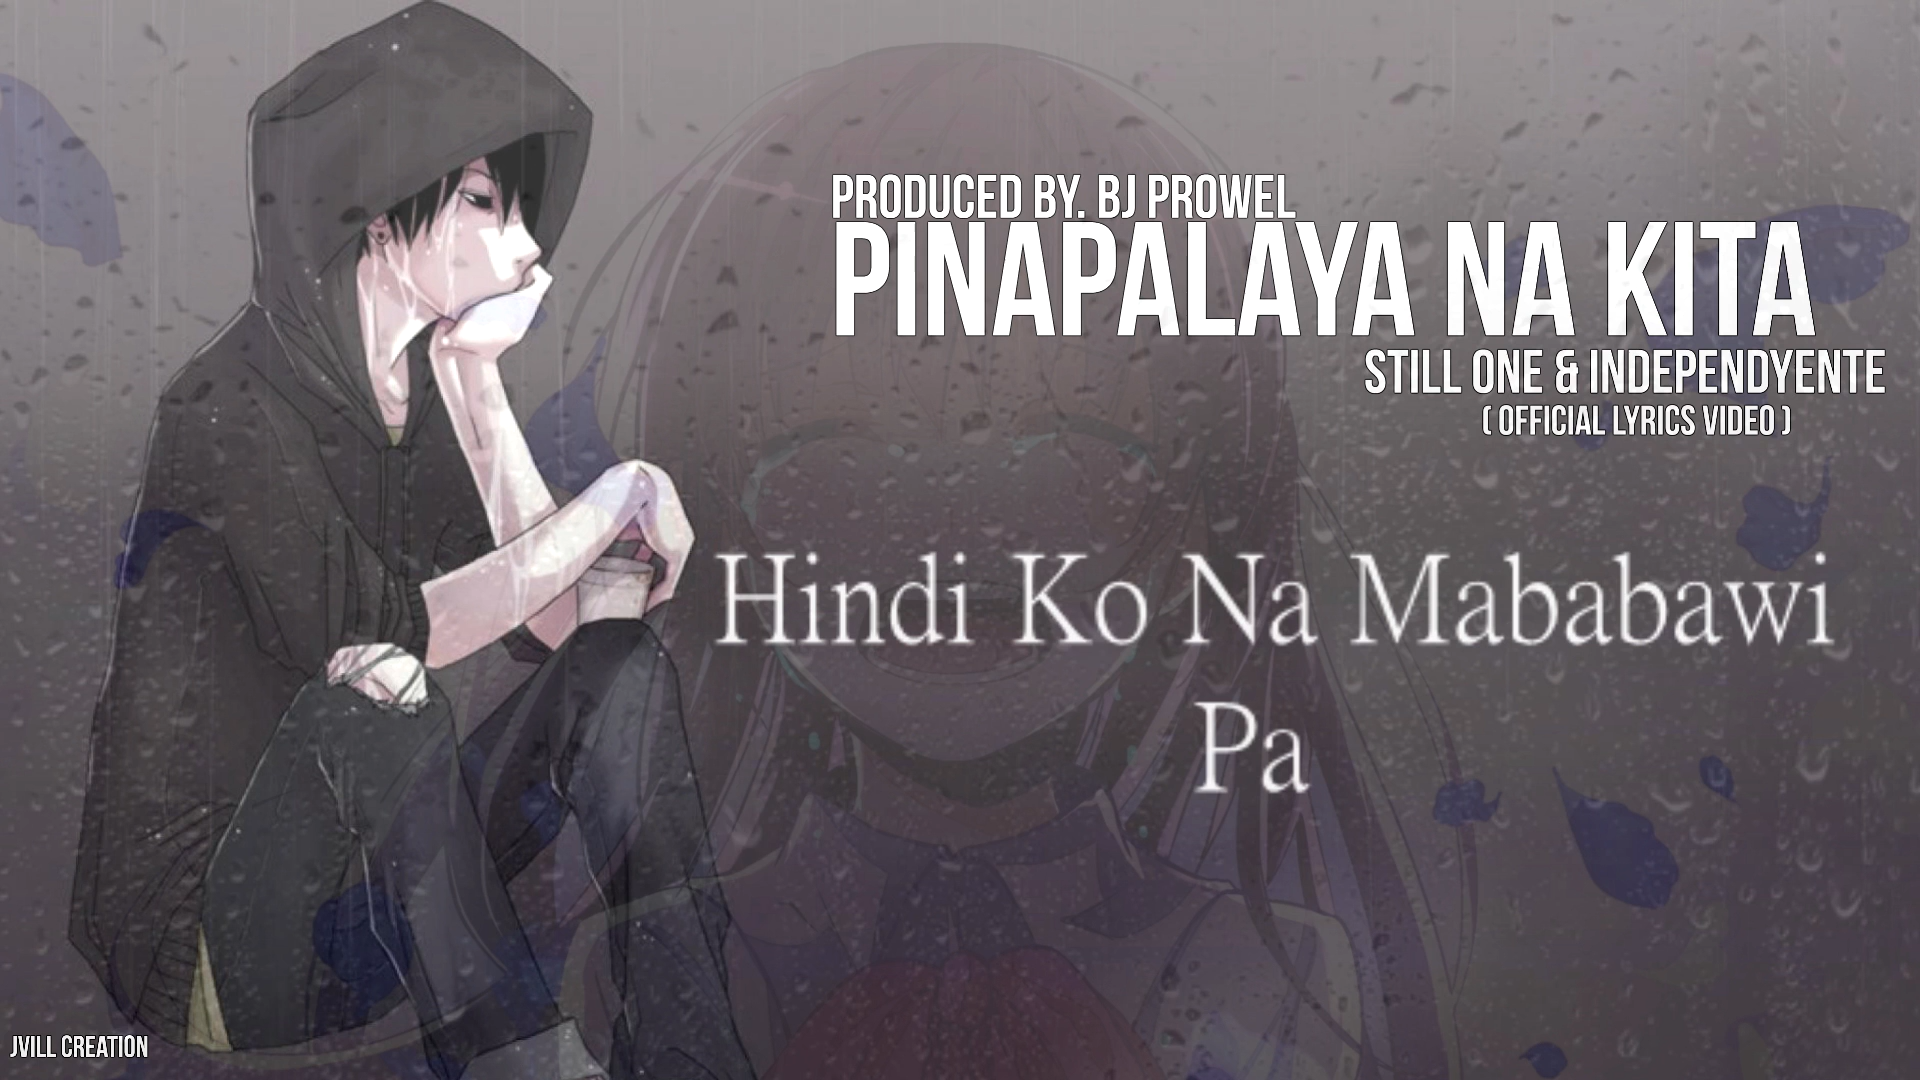 PRODUCED BY. BJ PROWEL
PINAPALAYA NA KITA
STILL ONE & INDEPENDYENTE
( OFFICIAL LYRICS VIDEO )
Hindi Ko Na Mababawi
Pa
JVILL CREATION